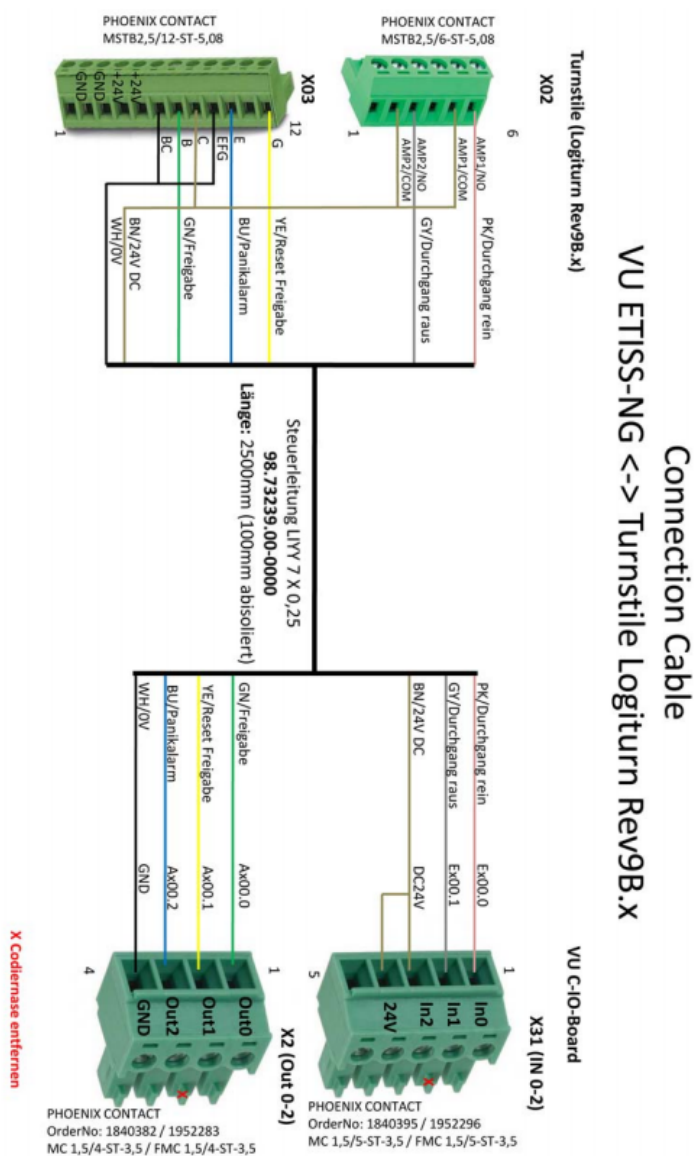 Connection Cable
VU ETISS-NG <-> Turnstile Logiturn Rev9B.x
Turnstile (Logiturn Rev9B.x)
X02
PHOENIX CONTACT
MSTB2,5/6-ST-5,08
6
1
AMP1/NO
AMP1/COM
AMP2/NO
AMP2/COM
PK/Durchgang rein
GY/Durchgang raus
X03
PHOENIX CONTACT
MSTB2,5/12-ST-5,08
12
1
+24V
+24V
GND
GND
G
E
EFG
C
B
BC
YE/Reset Freigabe
BU/Panikalarm
GN/Freigabe
BN/24V DC
WH/0V
Steuerleitung LIYY 7 X 0,25
98.73239.00-0000
Länge: 2500mm (100mm abisoliert)
VU C-IO-Board
X31 (IN 0-2)
PK/Durchgang rein
Ex00.0
GY/Durchgang raus
Ex00.1
BN/24V DC
DC24V
1
5
In0
In1
In2
24V
X
PHOENIX CONTACT
OrderNo: 1840395 / 1952296
MC 1,5/5-ST-3,5 / FMC 1,5/5-ST-3,5
X2 (Out 0-2)
GN/Freigabe
Ax00.0
YE/Reset Freigabe
Ax00.1
BU/Panikalarm
Ax00.2
WH/0V
GND
1
4
Out0
Out1
Out2
GND
X
PHOENIX CONTACT
OrderNo: 1840382 / 1952283
MC 1,5/4-ST-3,5 / FMC 1,5/4-ST-3,5
X Codiernase entfernen